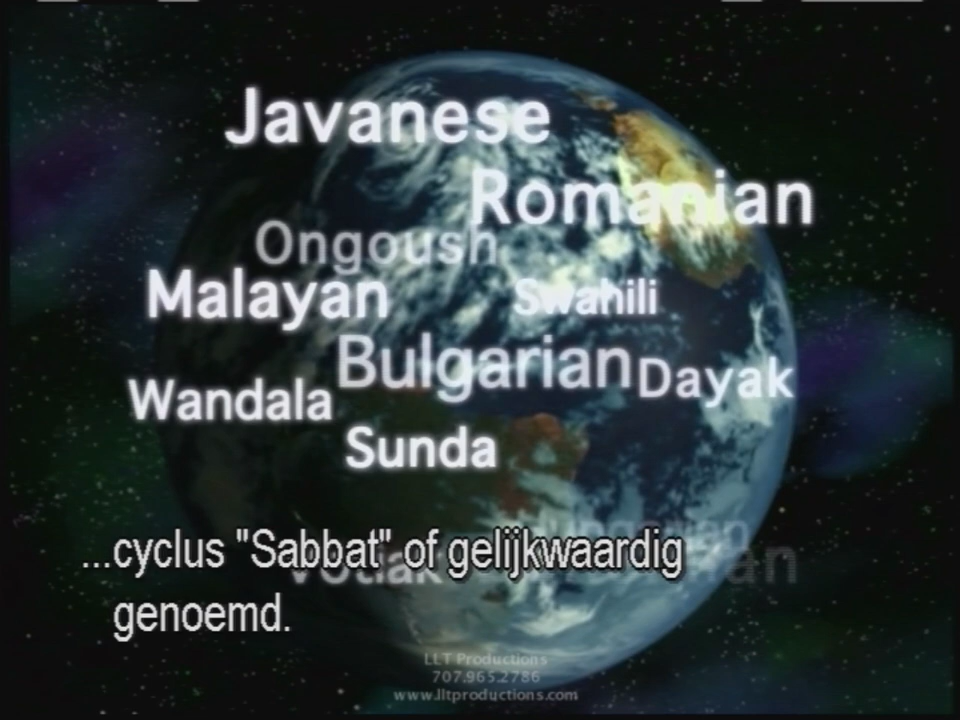 Javanese
Romanian
Ongoush
Malayan
Swahili
Bulgarian
Dayak
Wandala
Sunda
Votiak
...cyclus "Sabbat" of gelijkwaardig
genoemd.
LLT Productions
707.965.2786
www.lltproductions.com